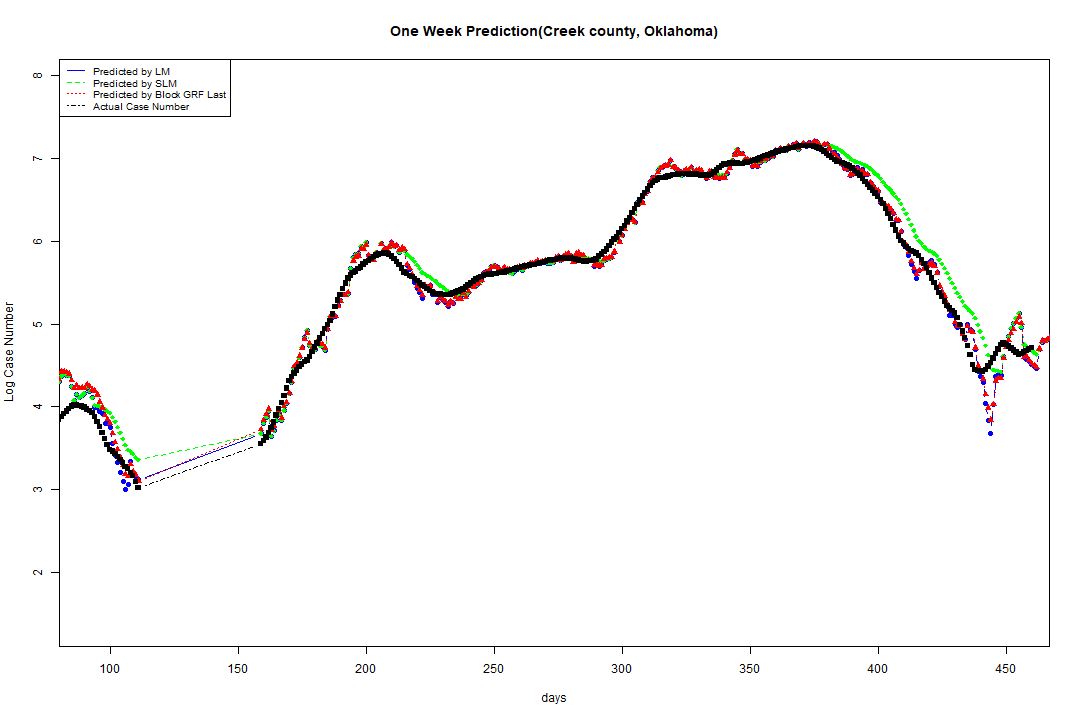 One Week Prediction(Creek county, Oklahoma)
Predicted by LM
Predicted by SLM
Predicted by Block GRF Last
Actual Case Number
8
7
6
5
4
3
2
Log Case Number
100 150 200 250 300 350 400 450
days